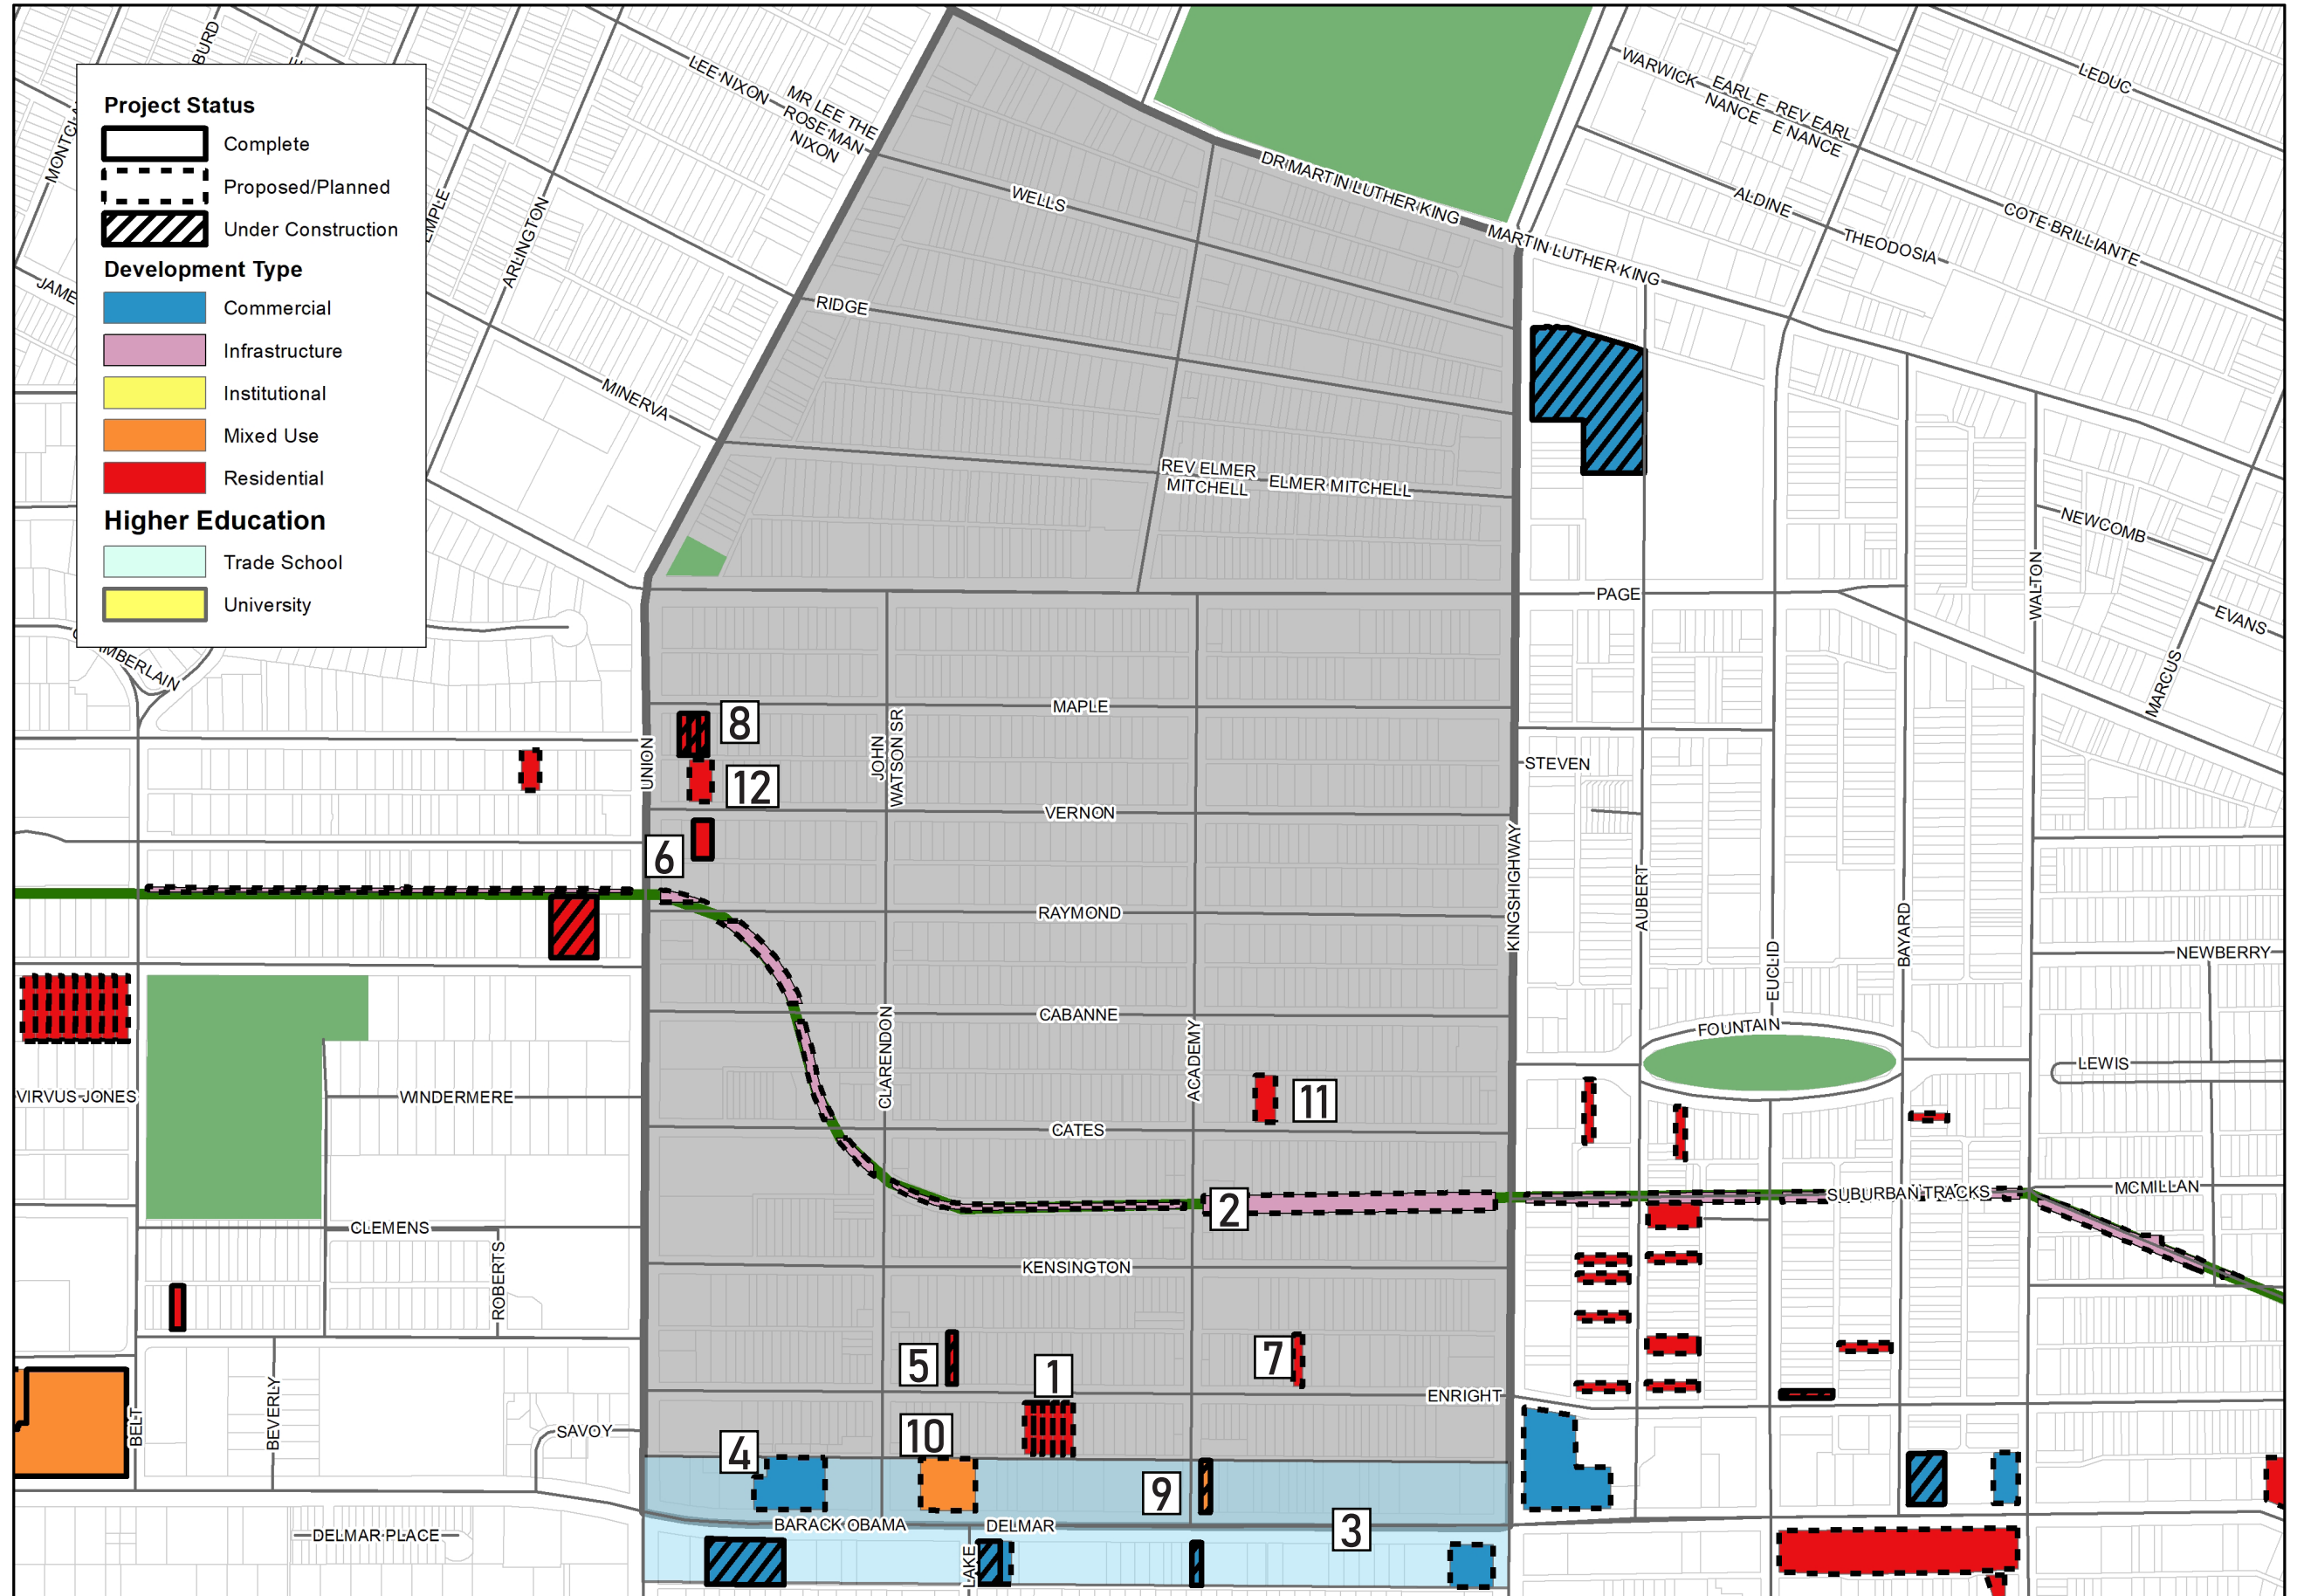 Project Status
Complete
Proposed/Planned
Under Construction
Development Type
Commercial
Infrastructure
Institutional
Mixed Use
Residential
Higher Education
Trade School
University
LEE NIXON
MR LEE THE
ROSE MAN
NIXON
ARLINGTON
MINERVA
WELLS
RIDGE
DR MARTIN LUTHER KING
MARTIN LUTHER KING
WARWICK
EARL E
NANCE
REV EARL
E NANCE
LEDUC
ALDINE
THEODOSIA
COTE BRILLIANTE
REV ELMER
MITCHELL
ELMER MITCHELL
NEWCOMB
EVANS
WALTON
MARCUS
PAGE
MAPLE
8
JOHN
WATSON SR
UNION
12
STEVEN
VERNON
6
KINGSHIGHWAY
AUBERT
RAYMOND
BAYARD
EUCLID
NEWBERRY
CABANNE
CLARENDON
ACADEMY
FOUNTAIN
LEWIS
VIRVUS JONES
WINDERMERE
11
CATES
SUBURBAN TRACKS
MCMILLAN
2
CLEMENS
ROBERTS
KENSINGTON
5
1
7
ENRIGHT
BELT
BEVERLY
SAVOY
4
10
9
BARACK OBAMA
DELMAR
3
DELMAR PLACE
LAKE